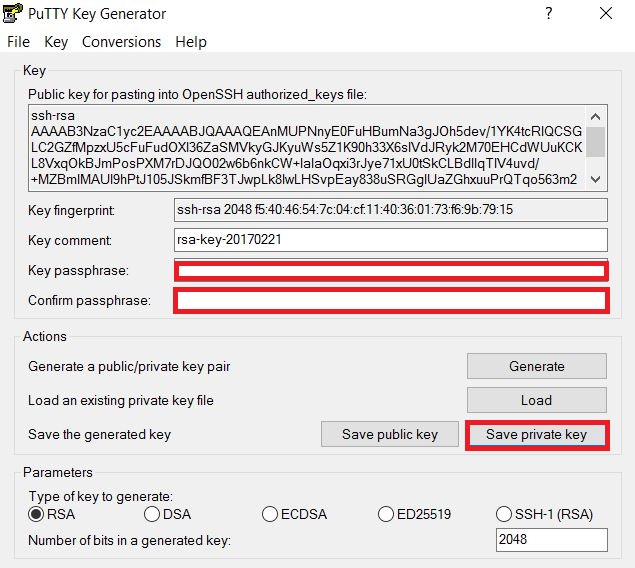 PuTTY Key Generator
?
File Key Conversions Help
Key
Public key for pasting into OpenSSH authorized_keys file:
ssh-rsa
AAAAB3NzaC1yc2EAAAABJQAAAQEAnMUPNnyE0FuHBumNa3gJOh5dev/1YK4tcRIQCSG
LC2GZfMpzxU5cFuFudOXI36ZaSMVkyGJKyuWs5Z1K90h33X6sIVdJRyk2M70EHCdWUuKCK
L8VxqOkBJmPosPXM7rDJQO02w6b6nkCW+lalaOqxi3rJye71xU0tSkCLBdIlqTIV4uvd/
+MZBmIMAUI9hPtJ105JSkmfBF3TJwpLk8lwLHSvpEay838uSRGglUaZGhxuuPrQTqo563m2
Key fingerprint: ssh-rsa 2048 f5:40:46:54:7c:04:cf:11:40:36:01:73:f6:9b:79:15
Key comment: rsa-key-20170221
Key passphrase:
Confirm passphrase:
Actions
Generate a public/private key pair Generate
Load an existing private key file Load
Save the generated key Save public key Save private key
Parameters
Type of key to generate:
RSA DSA ECDSA ED25519 SSH-1 (RSA)
Number of bits in a generated key: 2048